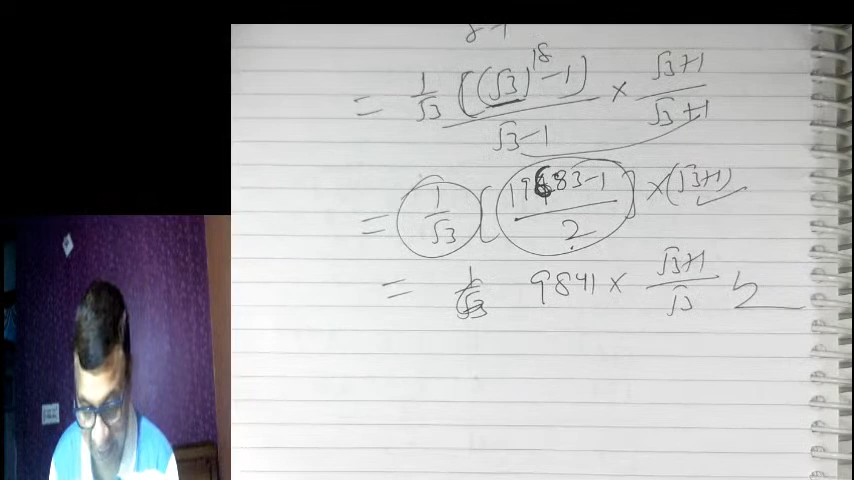 r-1
= 1/√3 ((√3)^18 -1) / √3-1 × √3+1 / √3+1
= 1/√3 [19683-1 / 2] × (√3+1)
= 9841 × √3+1 / √3